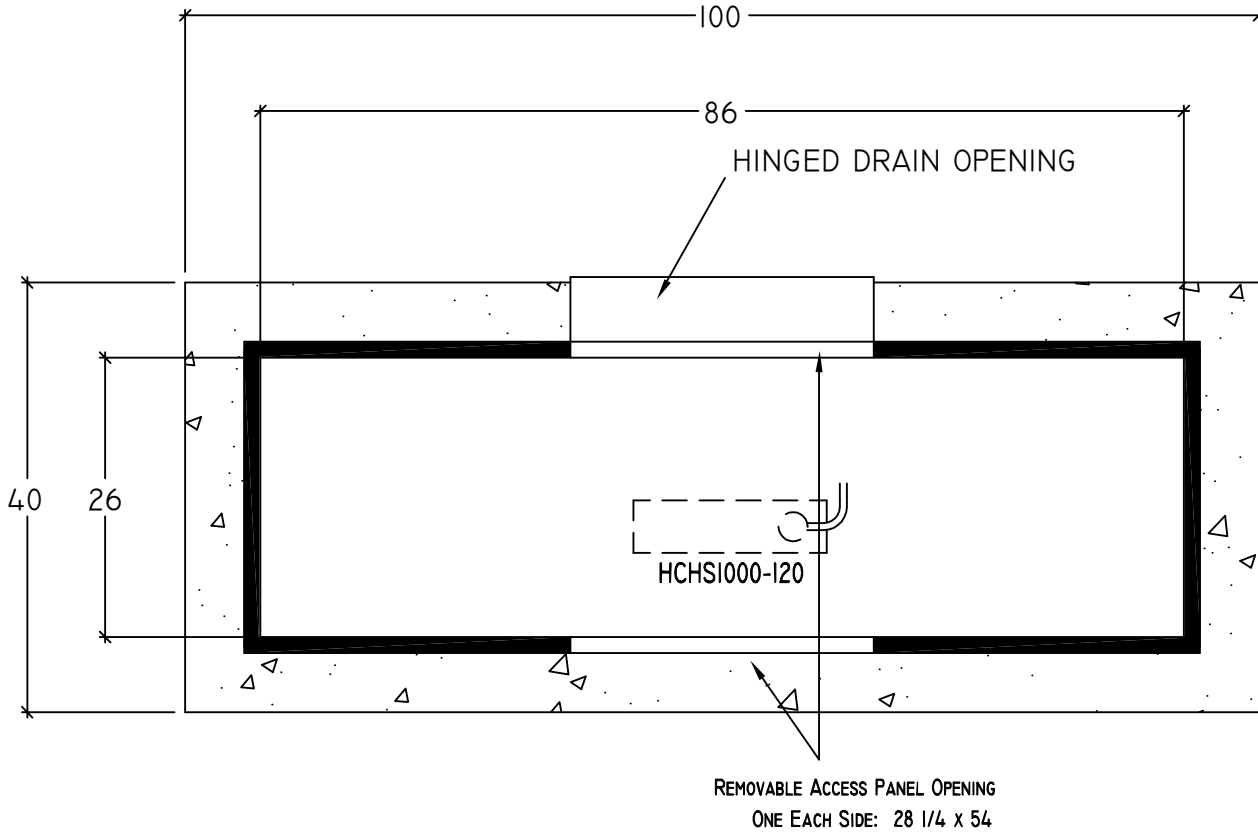 100
86
HINGED DRAIN OPENING
40
26
HCHS1000-120
REMOVABLE ACCESS PANEL OPENING
ONE EACH SIDE: 28 1/4 X 54